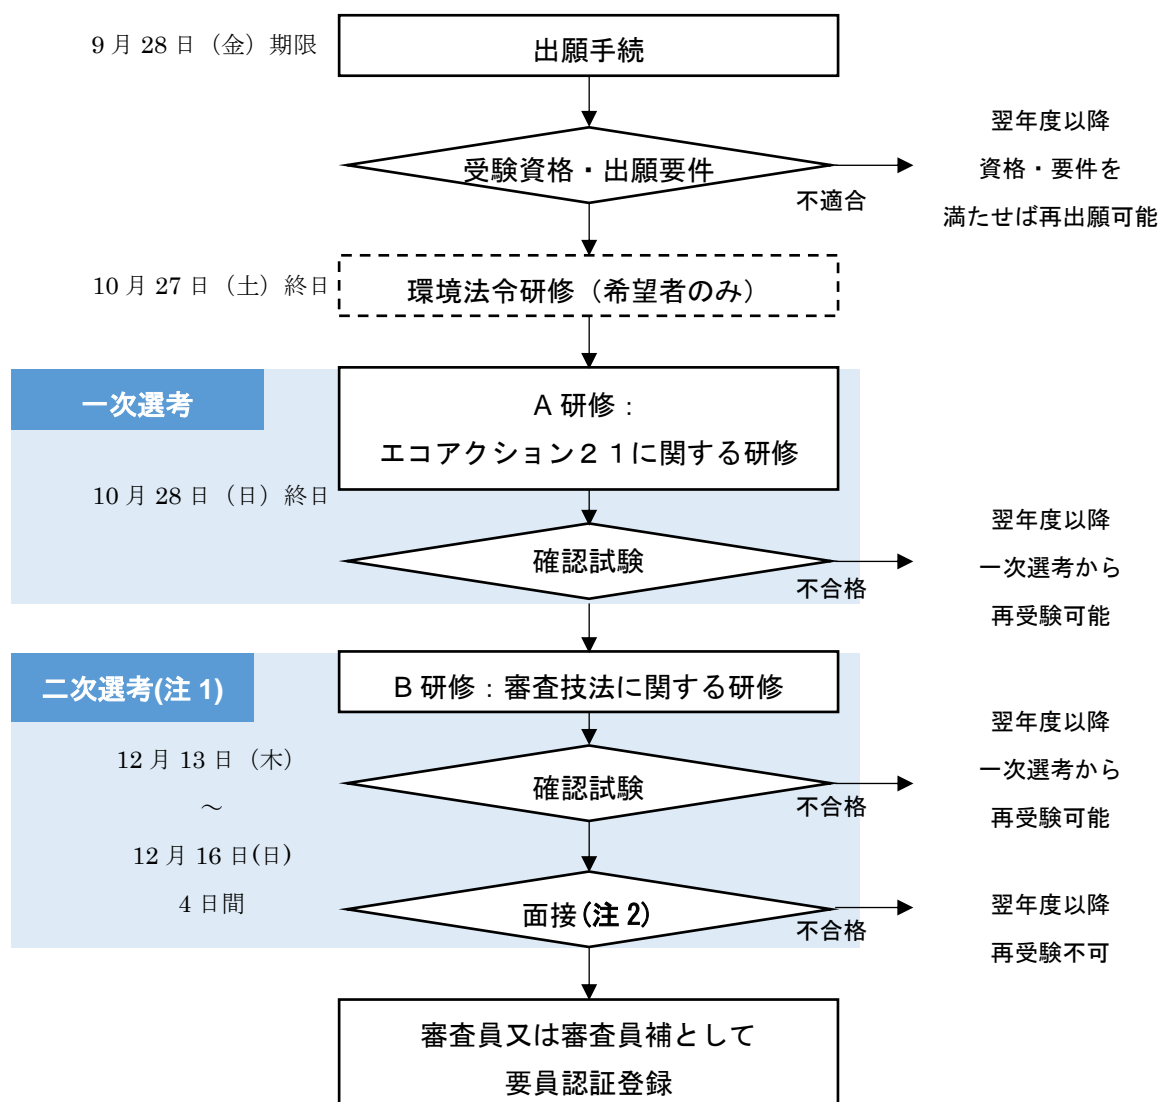 9 月 28 日（金）期限
出願手続
受験資格・出願要件
不適合
翌年度以降
資格・要件を
満たせば再出願可能
10 月 27 日（土）終日
環境法令研修（希望者のみ）
一次選考
A 研修：
エコアクション２１に関する研修
10 月 28 日（日）終日
確認試験
不合格
翌年度以降
一次選考から
再受験可能
二次選考(注 1)
B 研修：審査技法に関する研修
12 月 13 日（木）
～
12 月 16 日(日)
4 日間
確認試験
不合格
翌年度以降
一次選考から
再受験可能
面接(注 2)
不合格
翌年度以降
再受験不可
審査員又は審査員補として
要員認証登録